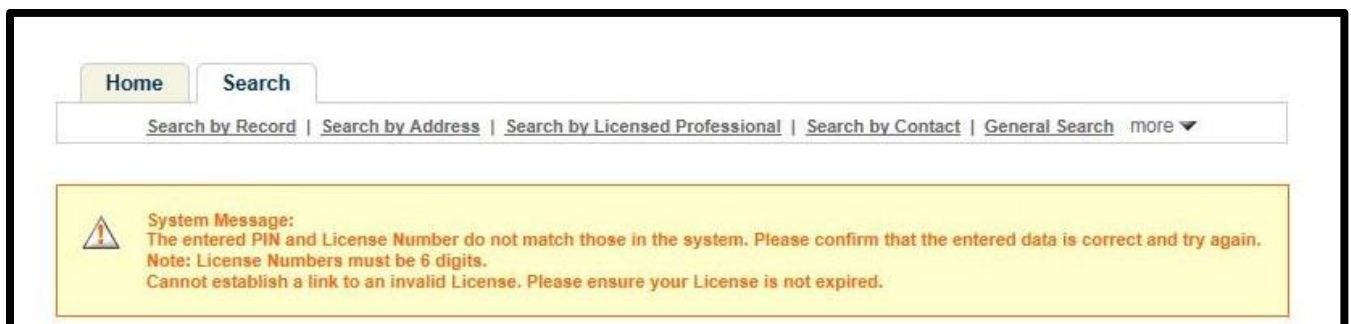 Home Search
Search by Record | Search by Address | Search by Licensed Professional | Search by Contact | General Search more
System Message:
The entered PIN and License Number do not match those in the system. Please confirm that the entered data is correct and try again.
Note: License Numbers must be 6 digits.
Cannot establish a link to an invalid License. Please ensure your License is not expired.